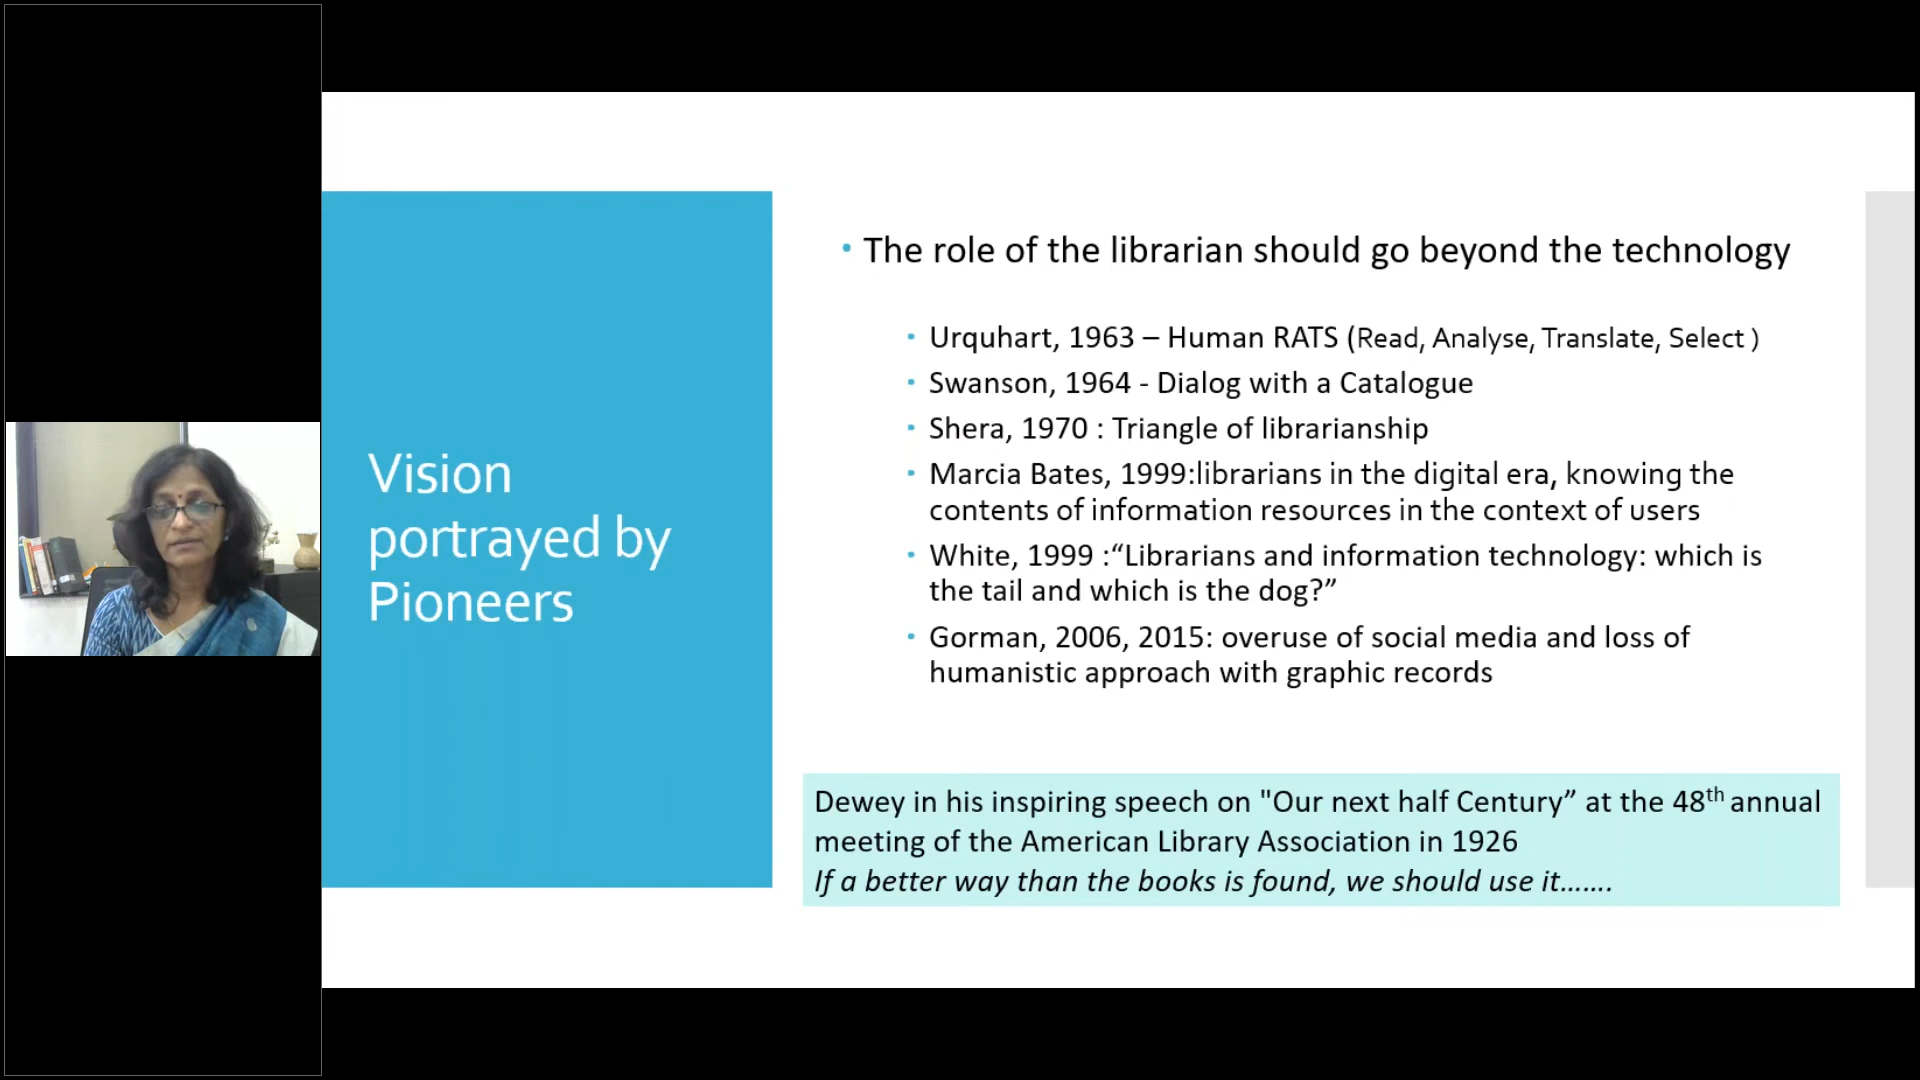 Vision
portrayed by
Pioneers
• The role of the librarian should go beyond the technology
• Urquhart, 1963 – Human RATS (Read, Analyse, Translate, Select )
• Swanson, 1964 - Dialog with a Catalogue
• Shera, 1970 : Triangle of librarianship
• Marcia Bates, 1999:librarians in the digital era, knowing the
contents of information resources in the context of users
• White, 1999 :“Librarians and information technology: which is
the tail and which is the dog?”
• Gorman, 2006, 2015: overuse of social media and loss of
humanistic approach with graphic records
Dewey in his inspiring speech on "Our next half Century” at the 48th annual
meeting of the American Library Association in 1926
If a better way than the books is found, we should use it.......